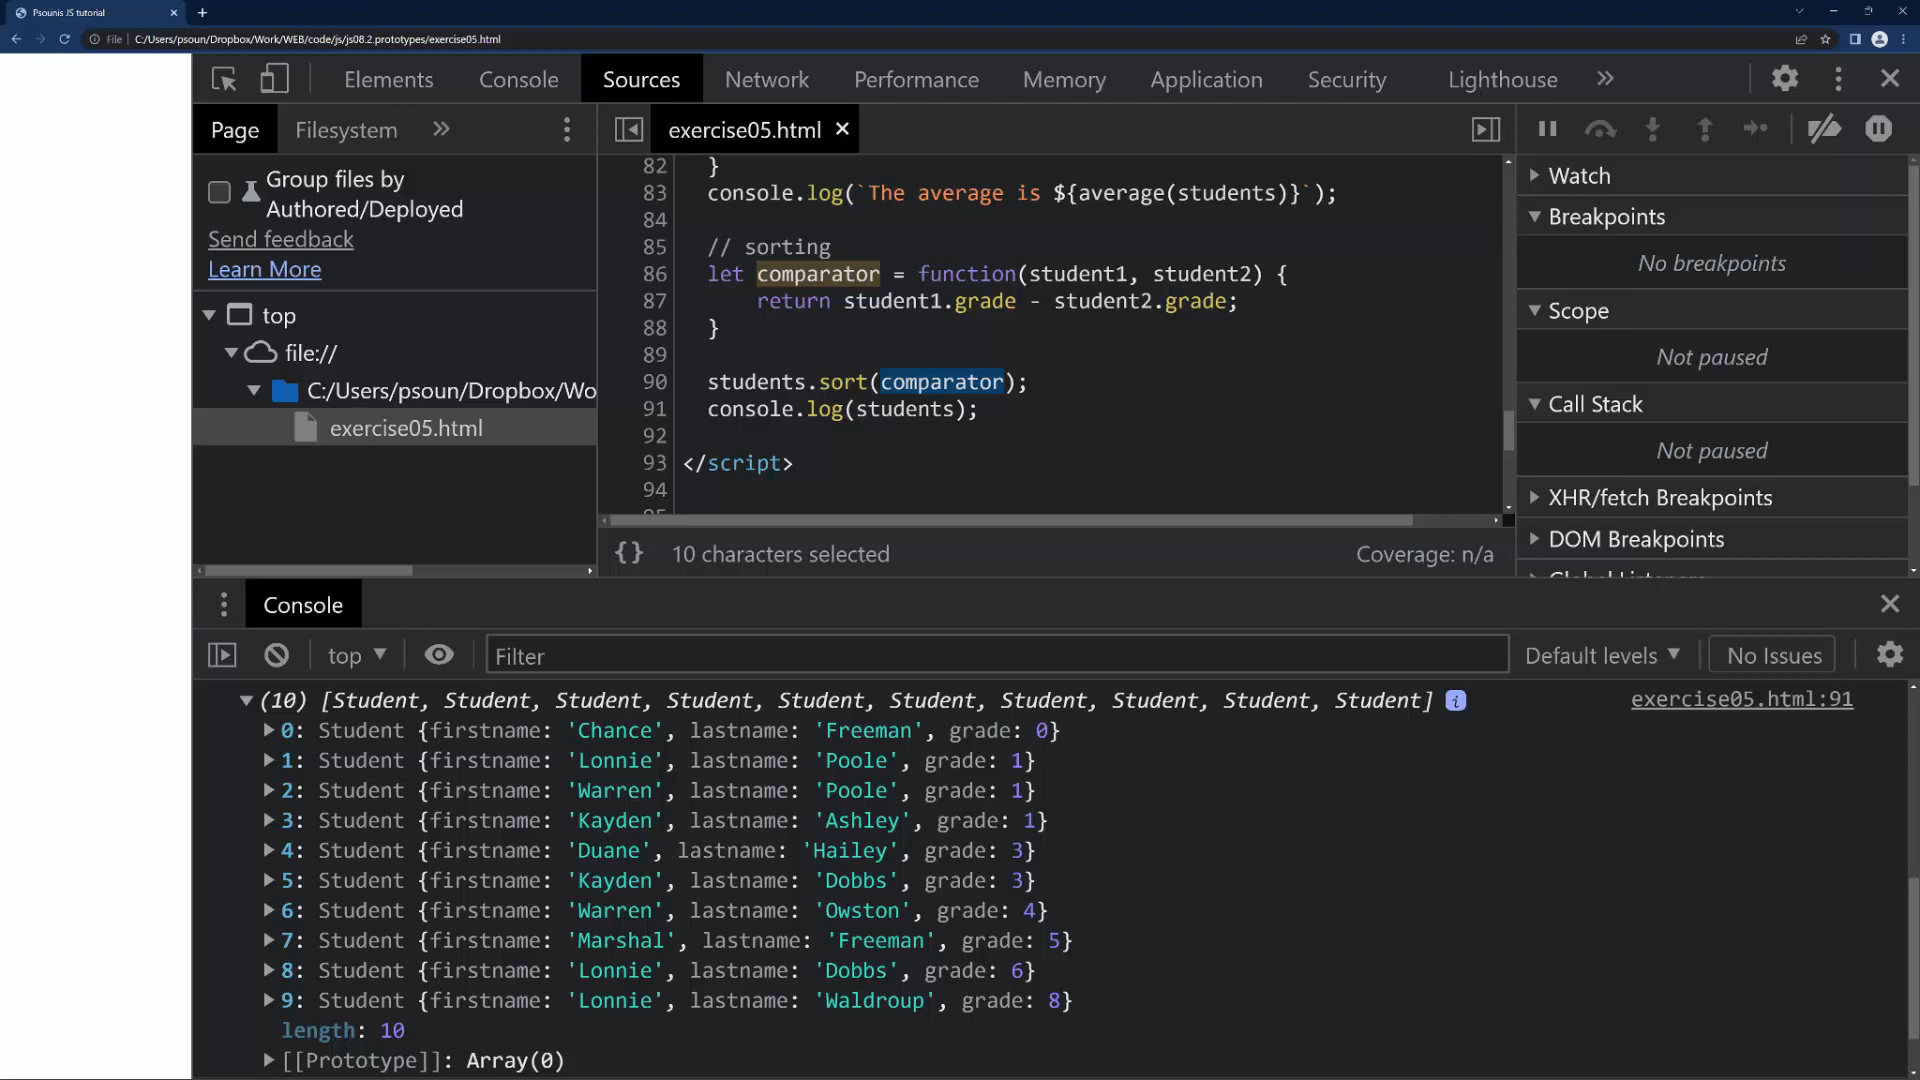 Psounis JS tutorial
File C:/Users/psoun/Dropbox/Work/WEB/code/js/js08.2.prototypes/exercise05.html
Elements Console Sources Network Performance Memory Application Security Lighthouse
Page Filesystem
exercise05.html
Group files by
Authored/Deployed
Send feedback
Learn More
top
file://
C:/Users/psoun/Dropbox/Wo
exercise05.html
82 }
83 console.log(`The average is ${average(students)}`);
84
85 // sorting
86 let comparator = function(student1, student2) {
87 return student1.grade - student2.grade;
88 }
89
90 students.sort(comparator);
91 console.log(students);
92
93 </script>
94
95
{} 10 characters selected Coverage: n/a
Watch
Breakpoints
No breakpoints
Scope
Not paused
Call Stack
Not paused
XHR/fetch Breakpoints
DOM Breakpoints
Global Listeners
Console
top Filter Default levels No Issues
(10) [Student, Student, Student, Student, Student, Student, Student, Student, Student, Student] i exercise05.html:91
0: Student {firstname: 'Chance', lastname: 'Freeman', grade: 0}
1: Student {firstname: 'Lonnie', lastname: 'Poole', grade: 1}
2: Student {firstname: 'Warren', lastname: 'Poole', grade: 1}
3: Student {firstname: 'Kayden', lastname: 'Ashley', grade: 1}
4: Student {firstname: 'Duane', lastname: 'Hailey', grade: 3}
5: Student {firstname: 'Kayden', lastname: 'Dobbs', grade: 3}
6: Student {firstname: 'Warren', lastname: 'Owston', grade: 4}
7: Student {firstname: 'Marshal', lastname: 'Freeman', grade: 5}
8: Student {firstname: 'Lonnie', lastname: 'Dobbs', grade: 6}
9: Student {firstname: 'Lonnie', lastname: 'Waldroup', grade: 8}
length: 10
[[Prototype]]: Array(0)